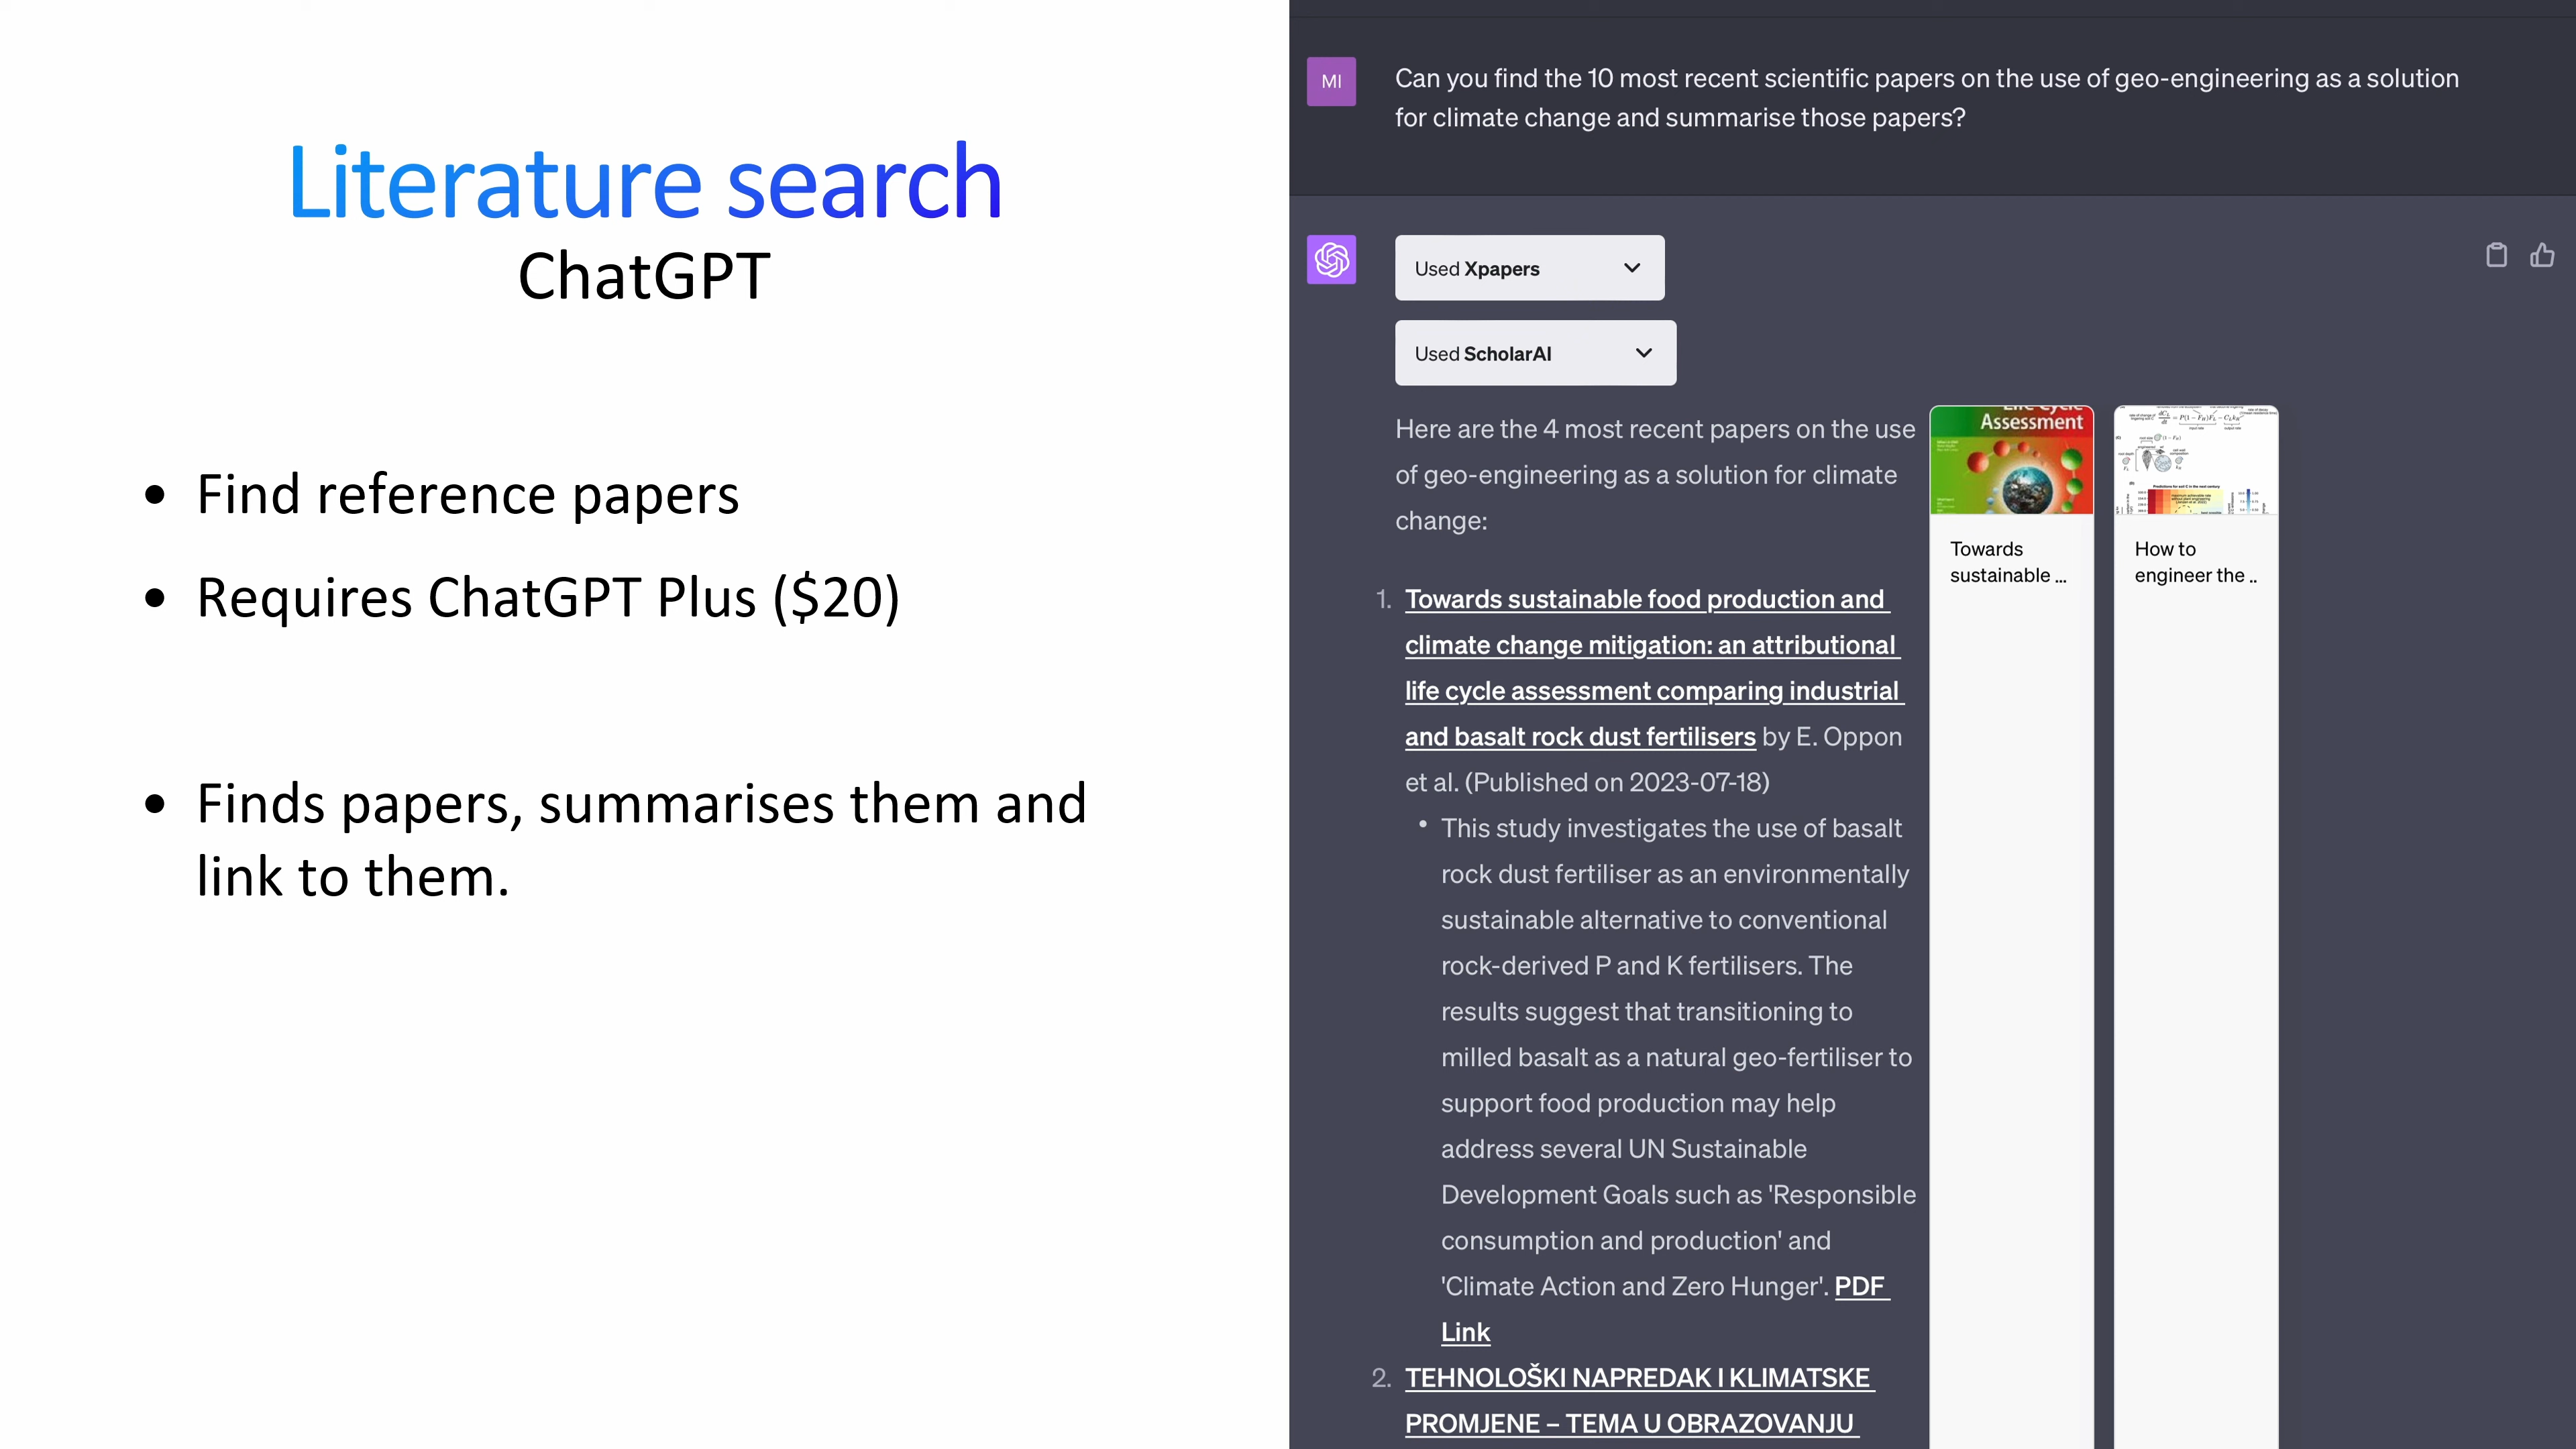 Literature search
ChatGPT
• Find reference papers
• Requires ChatGPT Plus ($20)
• Finds papers, summarises them and
link to them.
MI
Can you find the 10 most recent scientific papers on the use of geo-engineering as a solution
for climate change and summarise those papers?
Used Xpapers
Used ScholarAI
Here are the 4 most recent papers on the use
of geo-engineering as a solution for climate
change:
1. Towards sustainable food production and
climate change mitigation: an attributional
life cycle assessment comparing industrial
and basalt rock dust fertilisers by E. Oppon
et al. (Published on 2023-07-18)
• This study investigates the use of basalt
rock dust fertiliser as an environmentally
sustainable alternative to conventional
rock-derived P and K fertilisers. The
results suggest that transitioning to
milled basalt as a natural geo-fertiliser to
support food production may help
address several UN Sustainable
Development Goals such as 'Responsible
consumption and production' and
'Climate Action and Zero Hunger'. PDF
Link
2. TEHNOLOŠKI NAPREDAK I KLIMATSKE
PROMJENE – TEMA U OBRAZOVANJU
Life Cycle
Assessment
Towards
sustainable ...
How to
engineer the ..